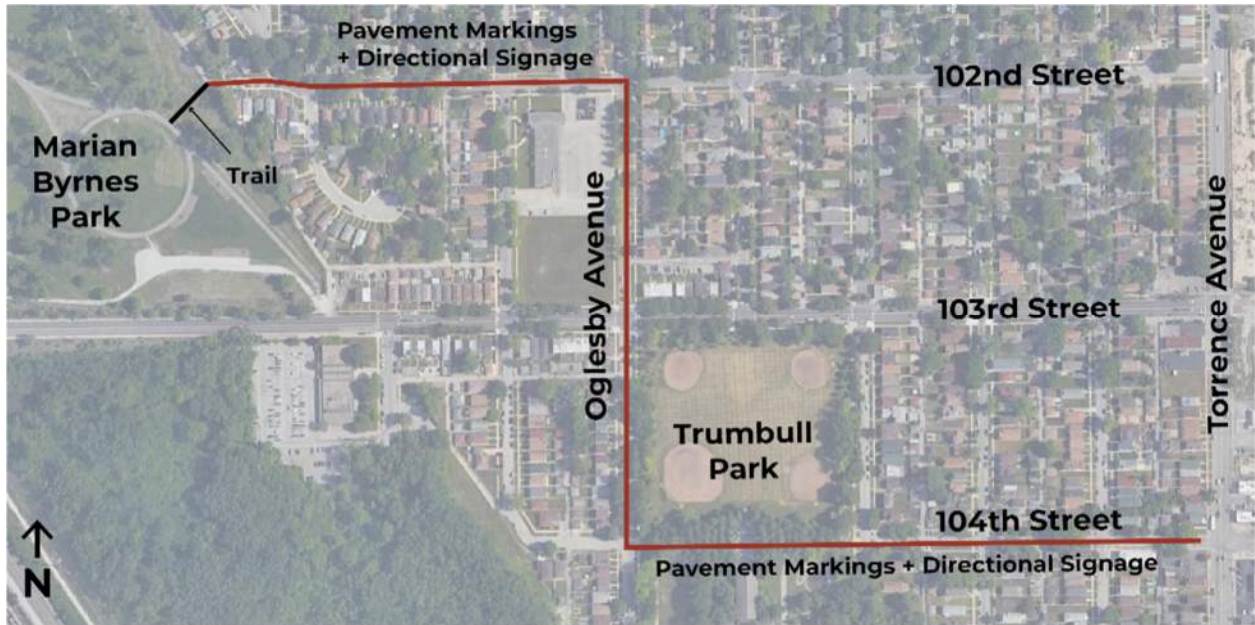 Pavement Markings
+ Directional Signage
102nd Street
Marian
Byrnes
Park
Trail
Oglesby Avenue
Torrence Avenue
103rd Street
Trumbull
Park
104th Street
Pavement Markings + Directional Signage
N